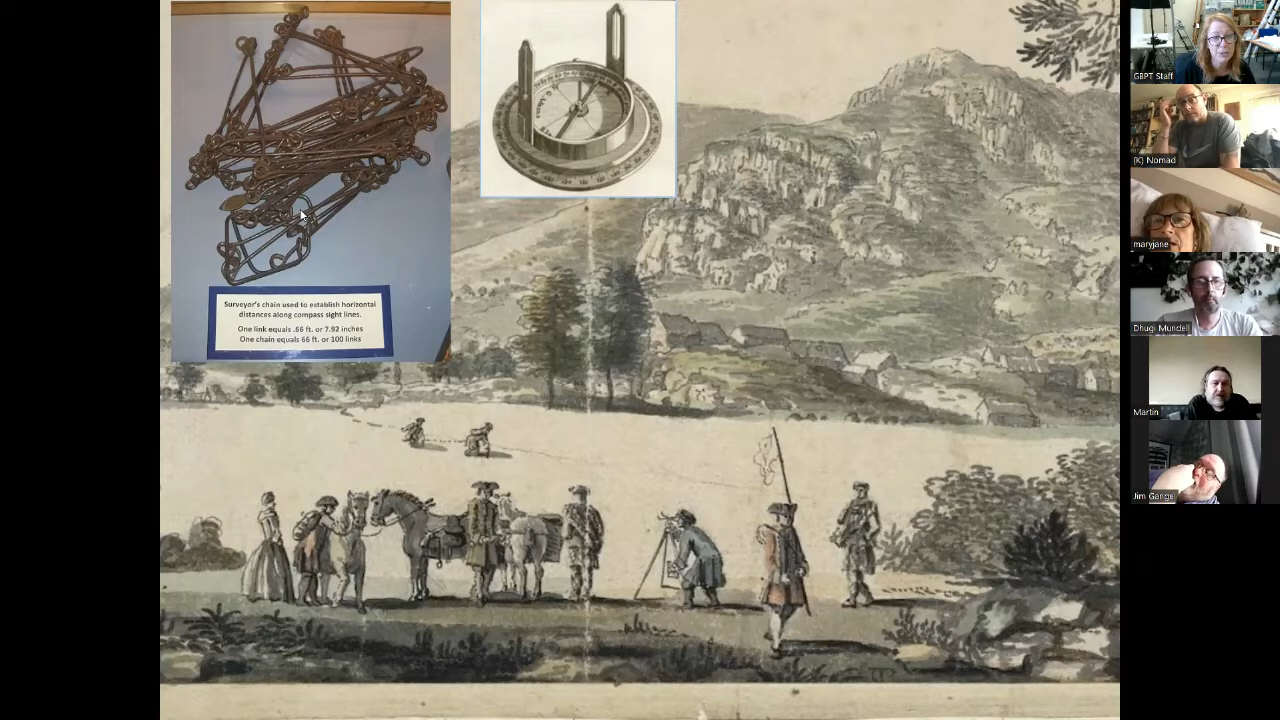 Surveyor's chain used to establish horizontal
distances along compass sight lines.
One link equals .66 ft. or 7.92 inches
One chain equals 66 ft. or 100 links
GBPT Staff
(K) Nomad
maryjane
Dhugi Mundell
Martin
Jim Gange